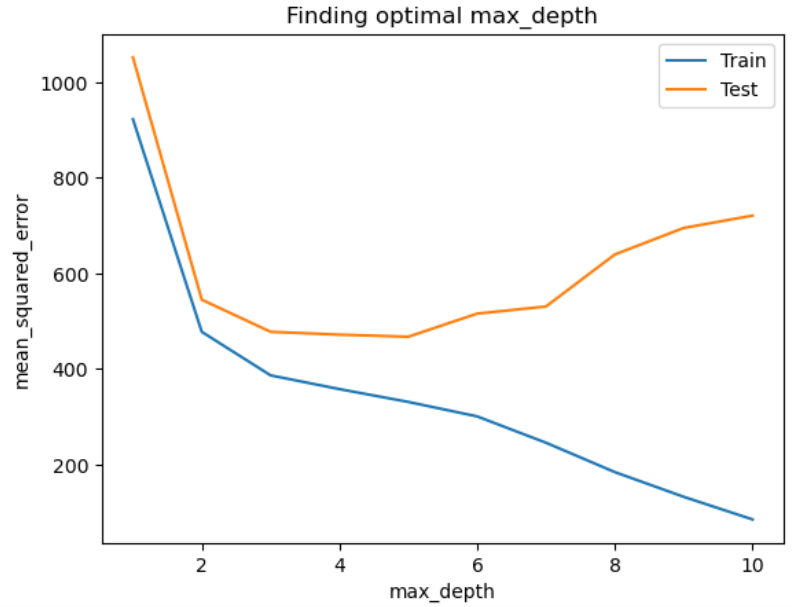 Finding optimal max_depth
Train
Test
mean_squared_error
1000
800
600
400
200
2 4 6 8 10
max_depth